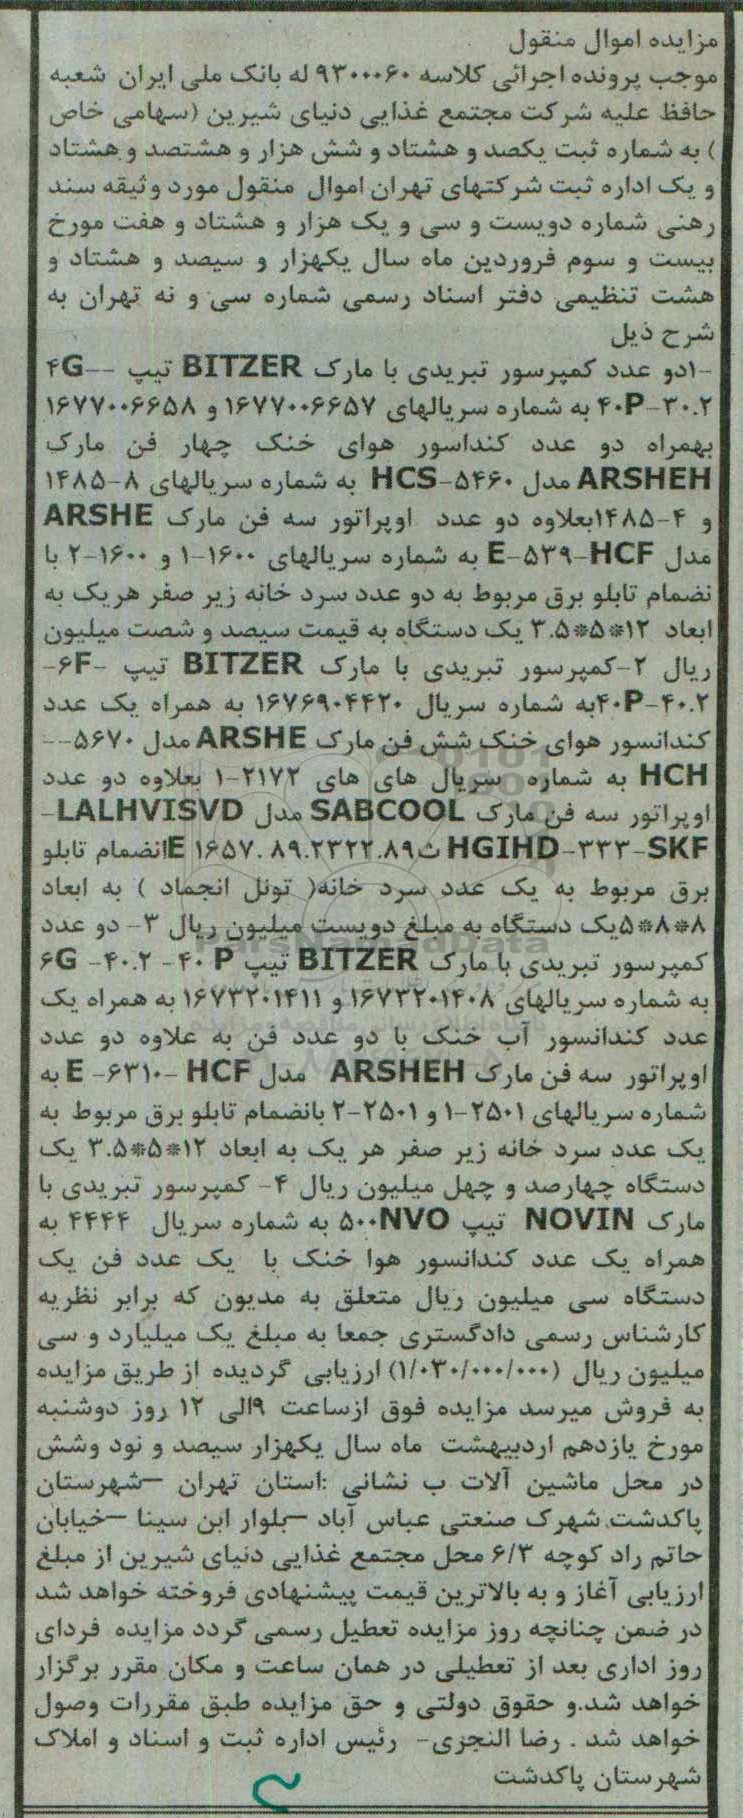 مزایده اموال منقول
موجب پرونده اجرائی کلاسه ۹۳۰۰۰۶۰ له بانک ملی ایران شعبه
حافظ علیه شرکت مجتمع غذایی دنیای شیرین (سهامی خاص
) به شماره ثبت یکصد و هشتاد و شش هزار و هشتصد و هشتاد
و یک اداره ثبت شرکتهای تهران اموال منقول مورد وثیقه سند
رهنی شماره دویست و سی و یک هزار و هشتاد و هفت مورخ
بیست و سوم فروردین ماه سال یکهزار و سیصد و هشتاد و
هشت تنظیمی دفتر اسناد رسمی شماره سی و نه تهران به
شرح ذیل
-۱دو عدد کمپرسور تبریدی با مارک BITZER تیپ --۴G
۴۰P-۳۰.۲ به شماره سریالهای ۱۶۷۷۰۰۶۶۵۷ و ۱۶۷۷۰۰۶۶۵۸
بهمراه دو عدد کنداسور هوای خنک چهار فن مارک
ARSHEH مدل HCS-۵۴۶۰ به شماره سریالهای ۸-۱۴۸۵
و ۴-۱۴۸۵بعلاوه دو عدد اوپراتور سه فن مارک ARSHE
مدل E-۵۳۹-HCF به شماره سریالهای ۱۶۰۰-۱ و ۱۶۰۰-۲ با
نضمام تابلو برق مربوط به دو عدد سرد خانه زیر صفر هریک به
ابعاد ۱۲*۵*۳.۵ یک دستگاه به قیمت سیصد و شصت میلیون
ریال ۲-کمپرسور تبریدی با مارک BITZER تیپ -۶F-
۴۰P-۴۰.۲به شماره سریال ۱۶۷۶۹۰۴۴۲۰ به همراه یک عدد
کندانسور هوای خنک شش فن مارک ARSHE مدل ۵۶۷۰--
HCH به شماره سریال های های ۲۱۷۲-۱ بعلاوه دو عدد
اوپراتور سه فن مارک SABCOOL مدل LALHVISVD-
HGIHD-۳۳۳-SKF ث۱۶۵۷.۸۹.۲۳۲۲.۸۹ Eانضمام تابلو
برق مربوط به یک عدد سرد خانه( تونل انجماد ) به ابعاد
۸*۸*۵یک دستگاه به مبلغ دویست میلیون ریال ۳- دو عدد
کمپرسور تبریدی با مارک BITZER تیپ ۶G -۴۰.۲ -۴۰ P
به شماره سریالهای ۱۶۷۳۲۰۱۴۰۸ و ۱۶۷۳۲۰۱۴۱۱ به همراه یک
عدد کندانسور آب خنک با دو عدد فن به علاوه دو عدد
اوپراتور سه فن مارک ARSHEH مدل E -۶۳۱۰- HCF به
شماره سریالهای ۲۵۰۱-۱ و ۲۵۰۱-۲ بانضمام تابلو برق مربوط به
یک عدد سرد خانه زیر صفر هر یک به ابعاد ۱۲*۵*۳.۵ یک
دستگاه چهارصد و چهل میلیون ریال ۴- کمپرسور تبریدی با
مارک NOVIN تیپ ۵۰۰NVO به شماره سریال ۴۴۴۴ به
همراه یک عدد کندانسور هوا خنک با یک عدد فن یک
دستگاه سی میلیون ریال متعلق به مدیون که برابر نظریه
کارشناس رسمی دادگستری جمعا به مبلغ یک میلیارد و سی
میلیون ریال (۱/۰۳۰/۰۰۰/۰۰۰) ارزیابی گردیده از طریق مزایده
به فروش میرسد مزایده فوق ازساعت ۹الی ۱۲ روز دوشنبه
مورخ یازدهم اردیبهشت ماه سال یکهزار سیصد و نود وشش
در محل ماشین آلات ب نشانی :استان تهران –شهرستان
پاکدشت شهرک صنعتی عباس آباد –بلوار ابن سینا –خیابان
حاتم راد کوچه ۶/۳ محل مجتمع غذایی دنیای شیرین از مبلغ
ارزیابی آغاز و به بالاترین قیمت پیشنهادی فروخته خواهد شد
در ضمن چنانچه روز مزایده تعطیل رسمی گردد مزایده فردای
روز اداری بعد از تعطیلی در همان ساعت و مکان مقرر برگزار
خواهد شد.و حقوق دولتی و حق مزایده طبق مقررات وصول
خواهد شد . رضا النجری- رئیس اداره ثبت و اسناد و املاک
شهرستان پاکدشت
ParsNamadData